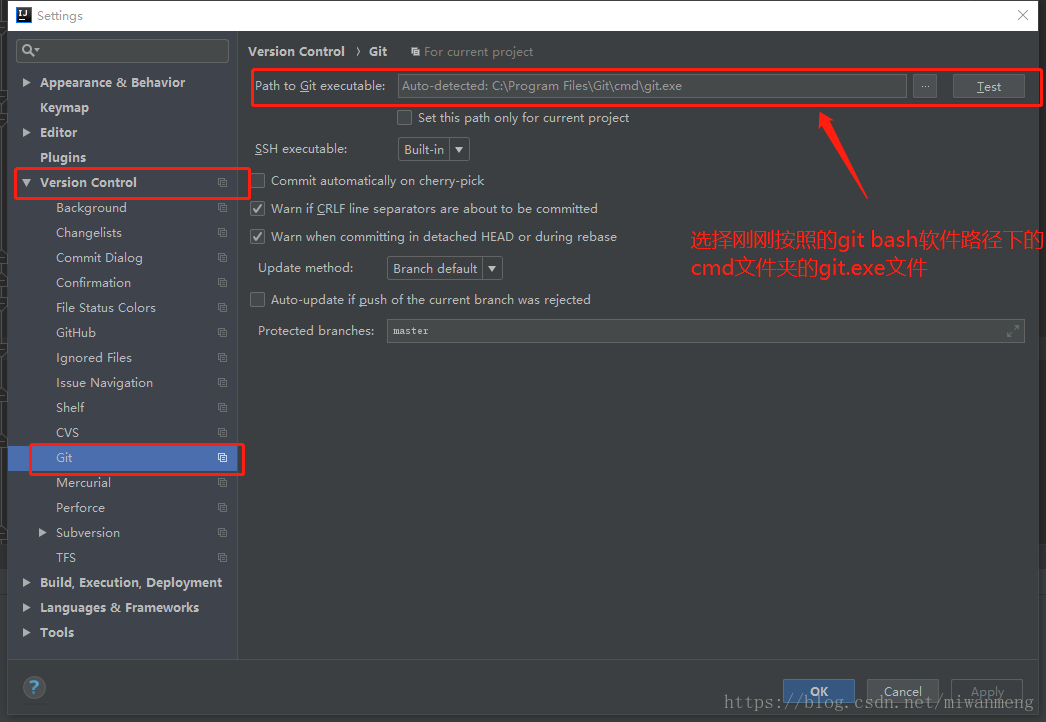 IJ Settings
Appearance & Behavior
Keymap
Editor
Plugins
Version Control
Background
Changelists
Commit Dialog
Confirmation
File Status Colors
GitHub
Ignored Files
Issue Navigation
Shelf
CVS
Git
Mercurial
Perforce
Subversion
TFS
Build, Execution, Deployment
Languages & Frameworks
Tools
Version Control › Git For current project
Path to Git executable: Auto-detected: C:\Program Files\Git\cmd\git.exe ... Test
Set this path only for current project
SSH executable: Built-in
Commit automatically on cherry-pick
Warn if CRLF line separators are about to be committed
Warn when committing in detached HEAD or during rebase
Update method: Branch default
Auto-update if push of the current branch was rejected
Protected branches: master
选择刚刚按照的git bash软件路径下的
cmd文件夹的git.exe文件
? OK Cancel Apply
https://blog.csdn.net/miwanmeng